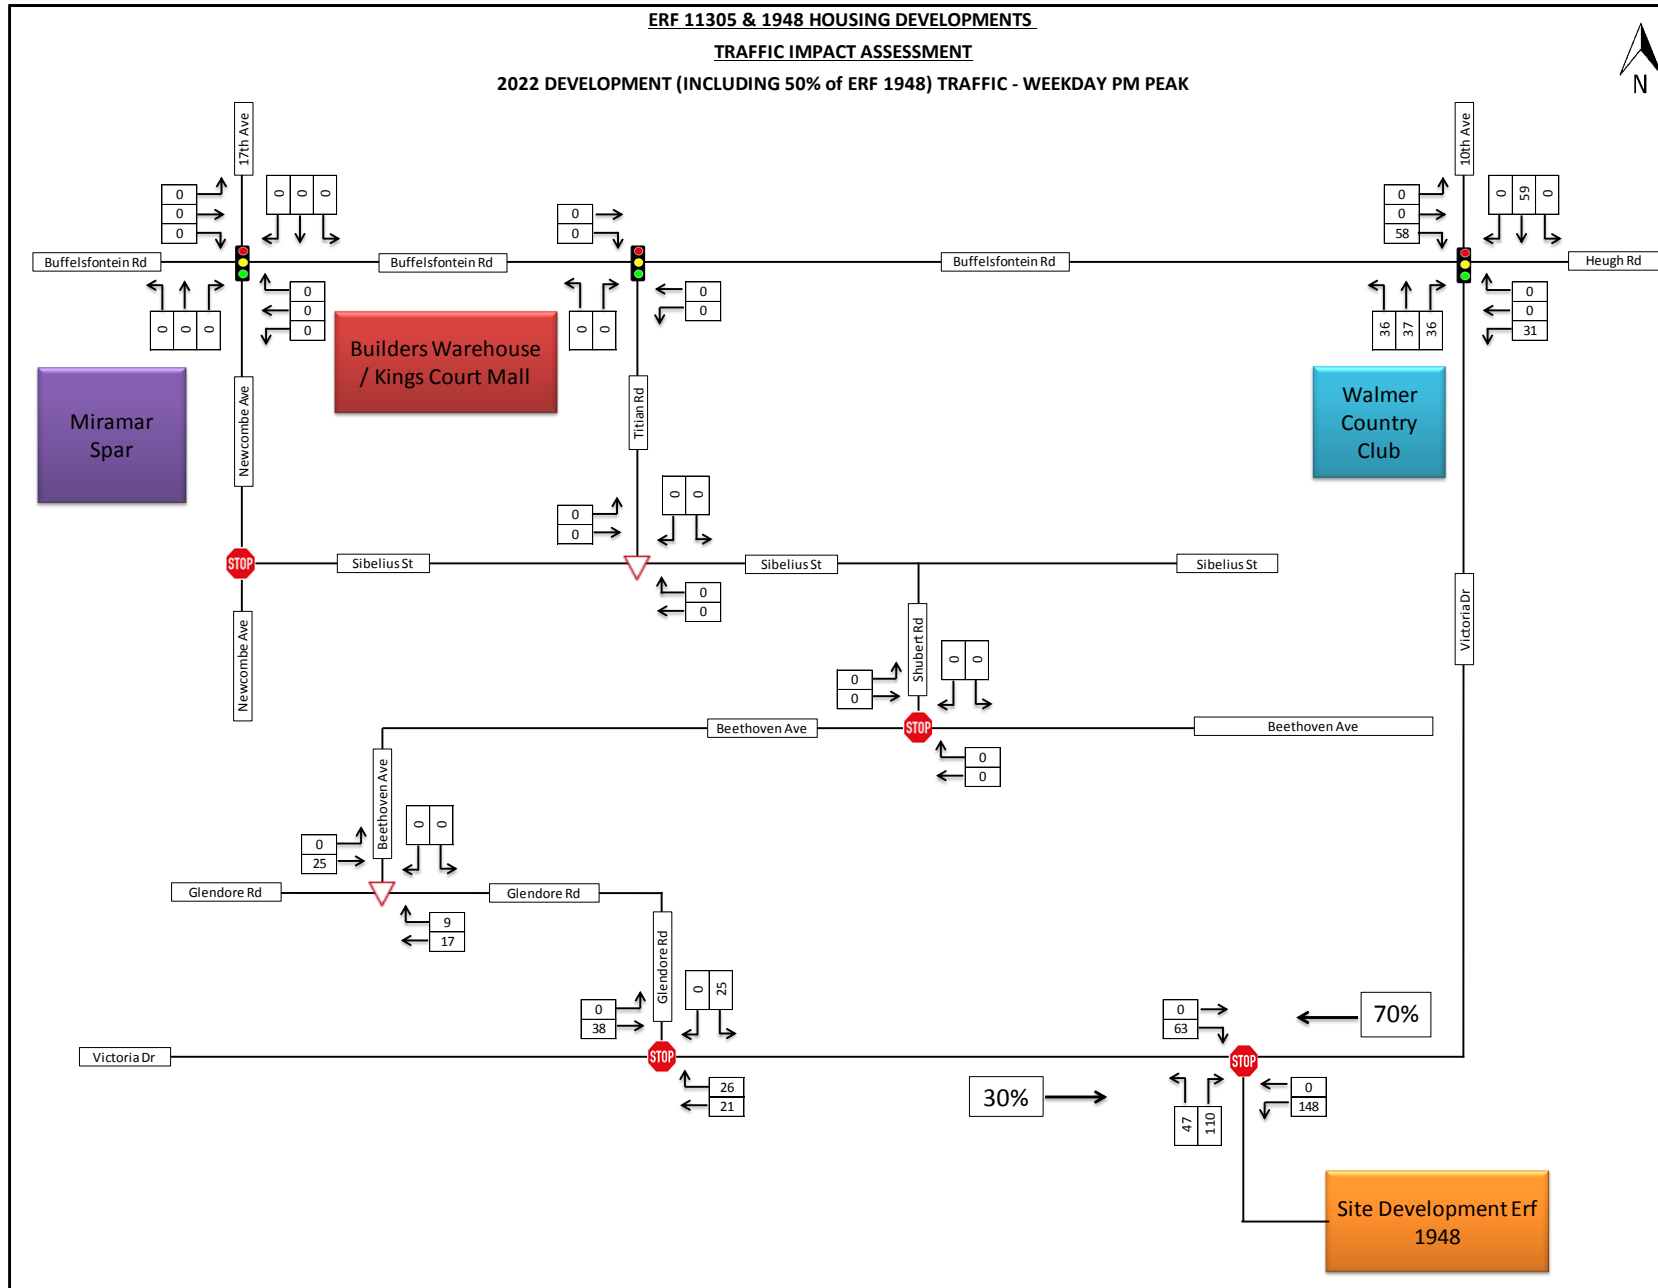 ERF 11305 & 1948 HOUSING DEVELOPMENTS
TRAFFIC IMPACT ASSESSMENT
2022 DEVELOPMENT (INCLUDING 50% of ERF 1948) TRAFFIC - WEEKDAY PM PEAK
N
17th Ave
10th Ave
0
0
0
0 0 0
0
0
0
0
58
0 59 0
Buffelsfontein Rd
Buffelsfontein Rd
Buffelsfontein Rd
Heugh Rd
0 0 0
0
0
0
0 0
0
0
36 37 36
0
0
31
Builders Warehouse
/ Kings Court Mall
Miramar
Spar
Walmer
Country
Club
Newcombe Ave
Titian Rd
0
0
0 0
STOP
Sibelius St
Sibelius St
Sibelius St
0
0
Newcombe Ave
Shubert Rd
Victoria Dr
0
0
0 0
Beethoven Ave
STOP
Beethoven Ave
0
0
Beethoven Ave
0
25
0 0
Glendore Rd
Glendore Rd
9
17
Glendore Rd
0
38
0 25
0
63
70%
Victoria Dr
STOP
STOP
26
21
30%
47 110
0
148
Site Development Erf
1948